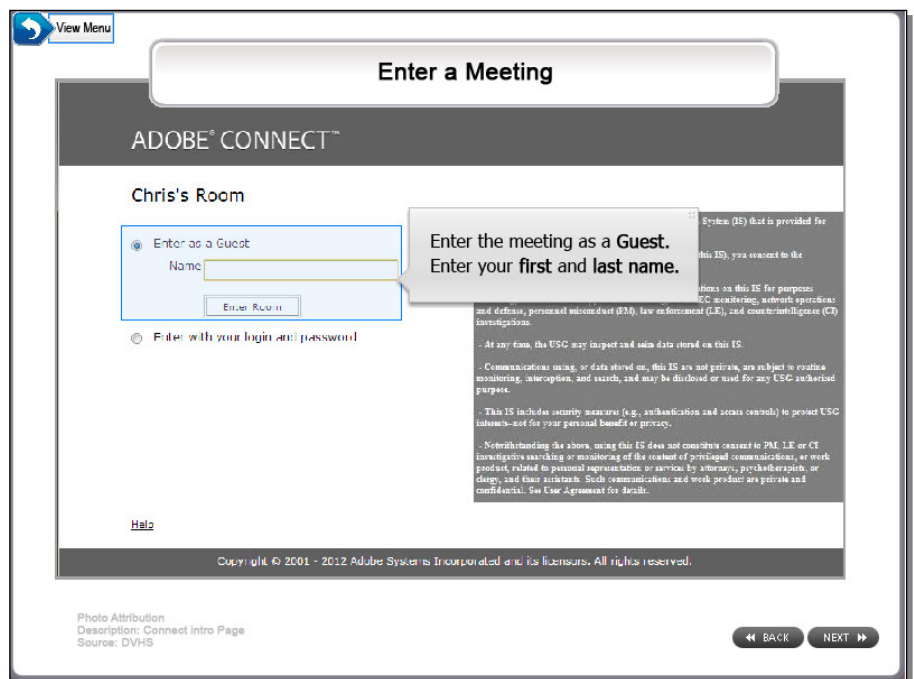 View Menu
Enter a Meeting
ADOBE® CONNECT™
Chris's Room
Enter as a Guest
Name
Enter Room
Enter with your login and password
Enter the meeting as a Guest.
Enter your first and last name.
System (IS) that is provided for
this IS), you consent to the
on this IS for purposes
monitoring, network operations
and defense, personnel misconduct (PM), law enforcement (LE), and counterintelligence (CI)
investigations.
- At any time, the USG may inspect and seize data stored on this IS.
- Communications using, or data stored on, this IS are not private, are subject to routine
monitoring, interception, and search, and may be disclosed or used for any USG authorized
purpose.
- This IS includes security measures (e.g., authentication and access controls) to protect USG
interests--not for your personal benefit or privacy.
- Notwithstanding the above, using this IS does not constitute consent to PM, LE or CI
investigative searching or monitoring of the content of privileged communications, or work
product, related to personal representation or services by attorneys, psychotherapists, or
clergy, and their assistants. Such communications and work product are private and
confidential. See User Agreement for details.
Help
Copyright © 2001 - 2012 Adobe Systems Incorporated and its licensors. All rights reserved.
Photo Attribution
Description: Connect intro Page
Source: DVHS
BACK
NEXT